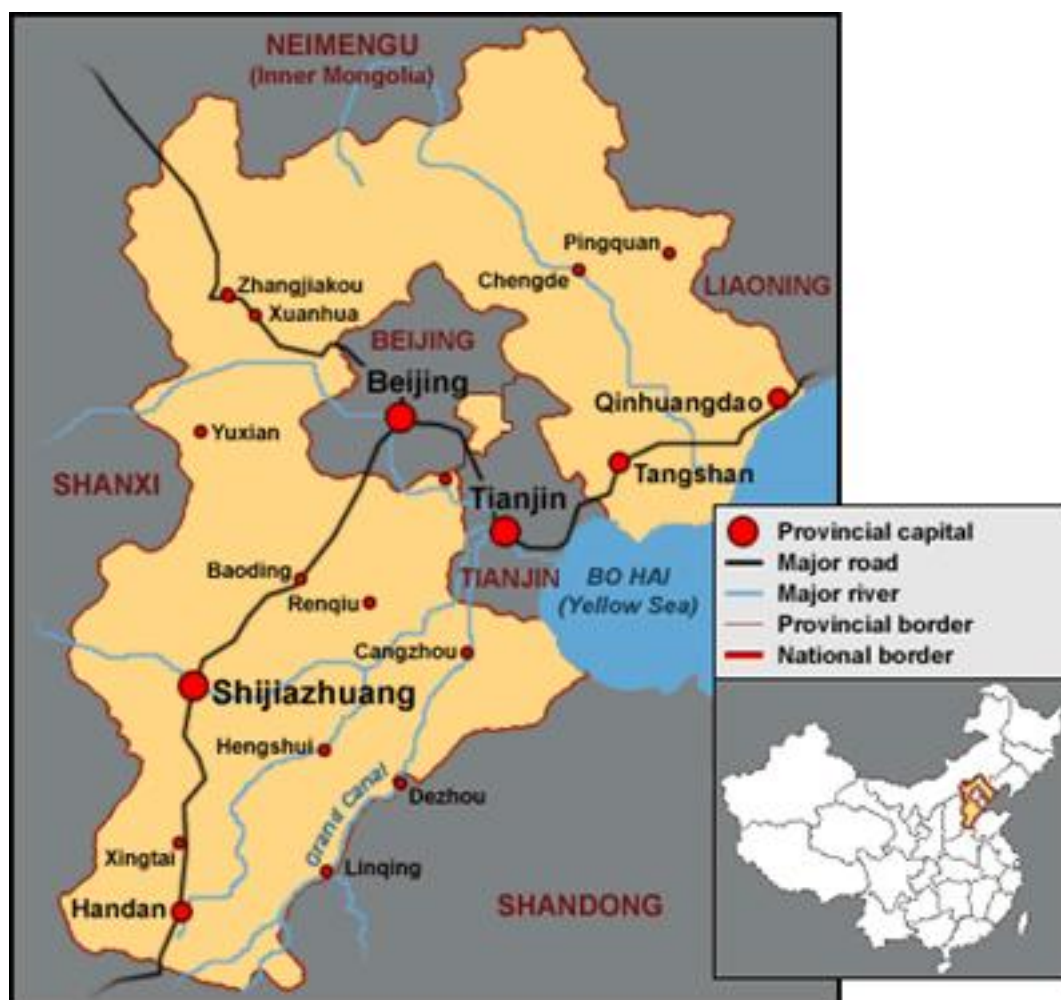 NEIMENGU
(Inner Mongolia)
Pingquan
Chengde
LIAONING
Zhangjiakou
Xuanhua
BEIJING
Beijing
Qinhuangdao
Yuxian
Tangshan
SHANXI
Tianjin
TIANJIN
BO HAI
(Yellow Sea)
Baoding
Renqiu
Cangzhou
Shijiazhuang
Hengshui
Grand Canal
Dezhou
Xingtai
Linqing
Handan
SHANDONG
Provincial capital
Major road
Major river
Provincial border
National border